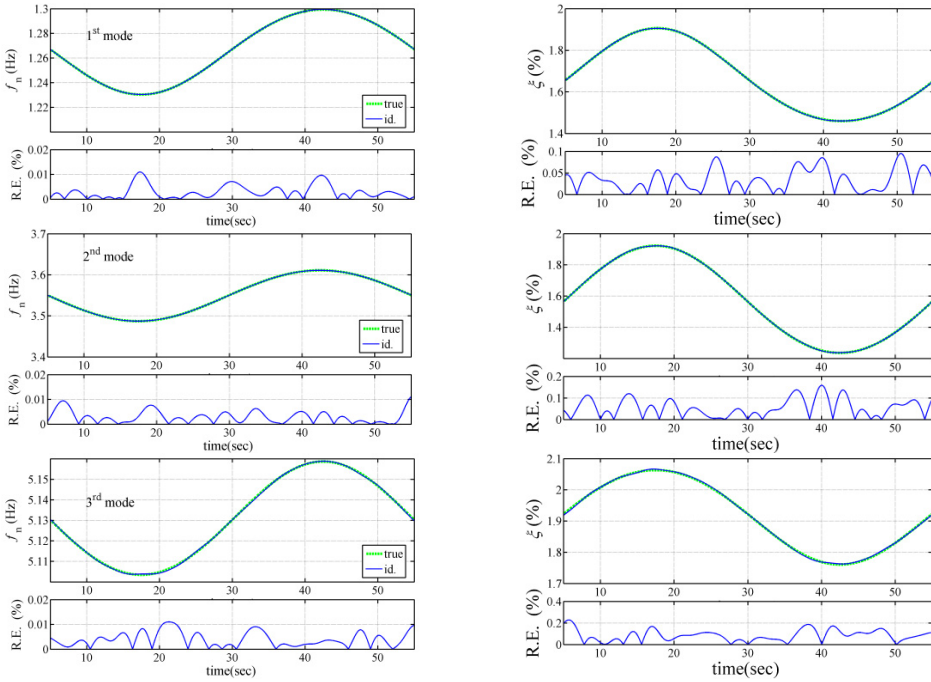 1.3
1.28
1.26
1.24
1.22
f_n (Hz)
1st mode
true
id.
10 20 30 40 50
0.02
0.01
0
R.E. (%)
10 20 30 40 50
time(sec)
3.7
3.6
3.5
3.4
f_n (Hz)
2nd mode
true
id.
10 20 30 40 50
0.02
0.01
0
R.E. (%)
10 20 30 40 50
time(sec)
5.15
5.14
5.13
5.12
5.11
f_n (Hz)
3rd mode
true
id.
10 20 30 40 50
0.02
0.01
0
R.E. (%)
10 20 30 40 50
time(sec)
2
1.8
1.6
1.4
ξ (%)
10 20 30 40 50
0.1
0.05
0
R.E. (%)
10 20 30 40 50
time(sec)
2
1.8
1.6
1.4
ξ (%)
10 20 30 40 50
0.2
0.1
0
R.E. (%)
10 20 30 40 50
time(sec)
2.1
2
1.9
1.8
1.7
ξ (%)
10 20 30 40 50
0.4
0.2
0
R.E. (%)
10 20 30 40 50
time(sec)